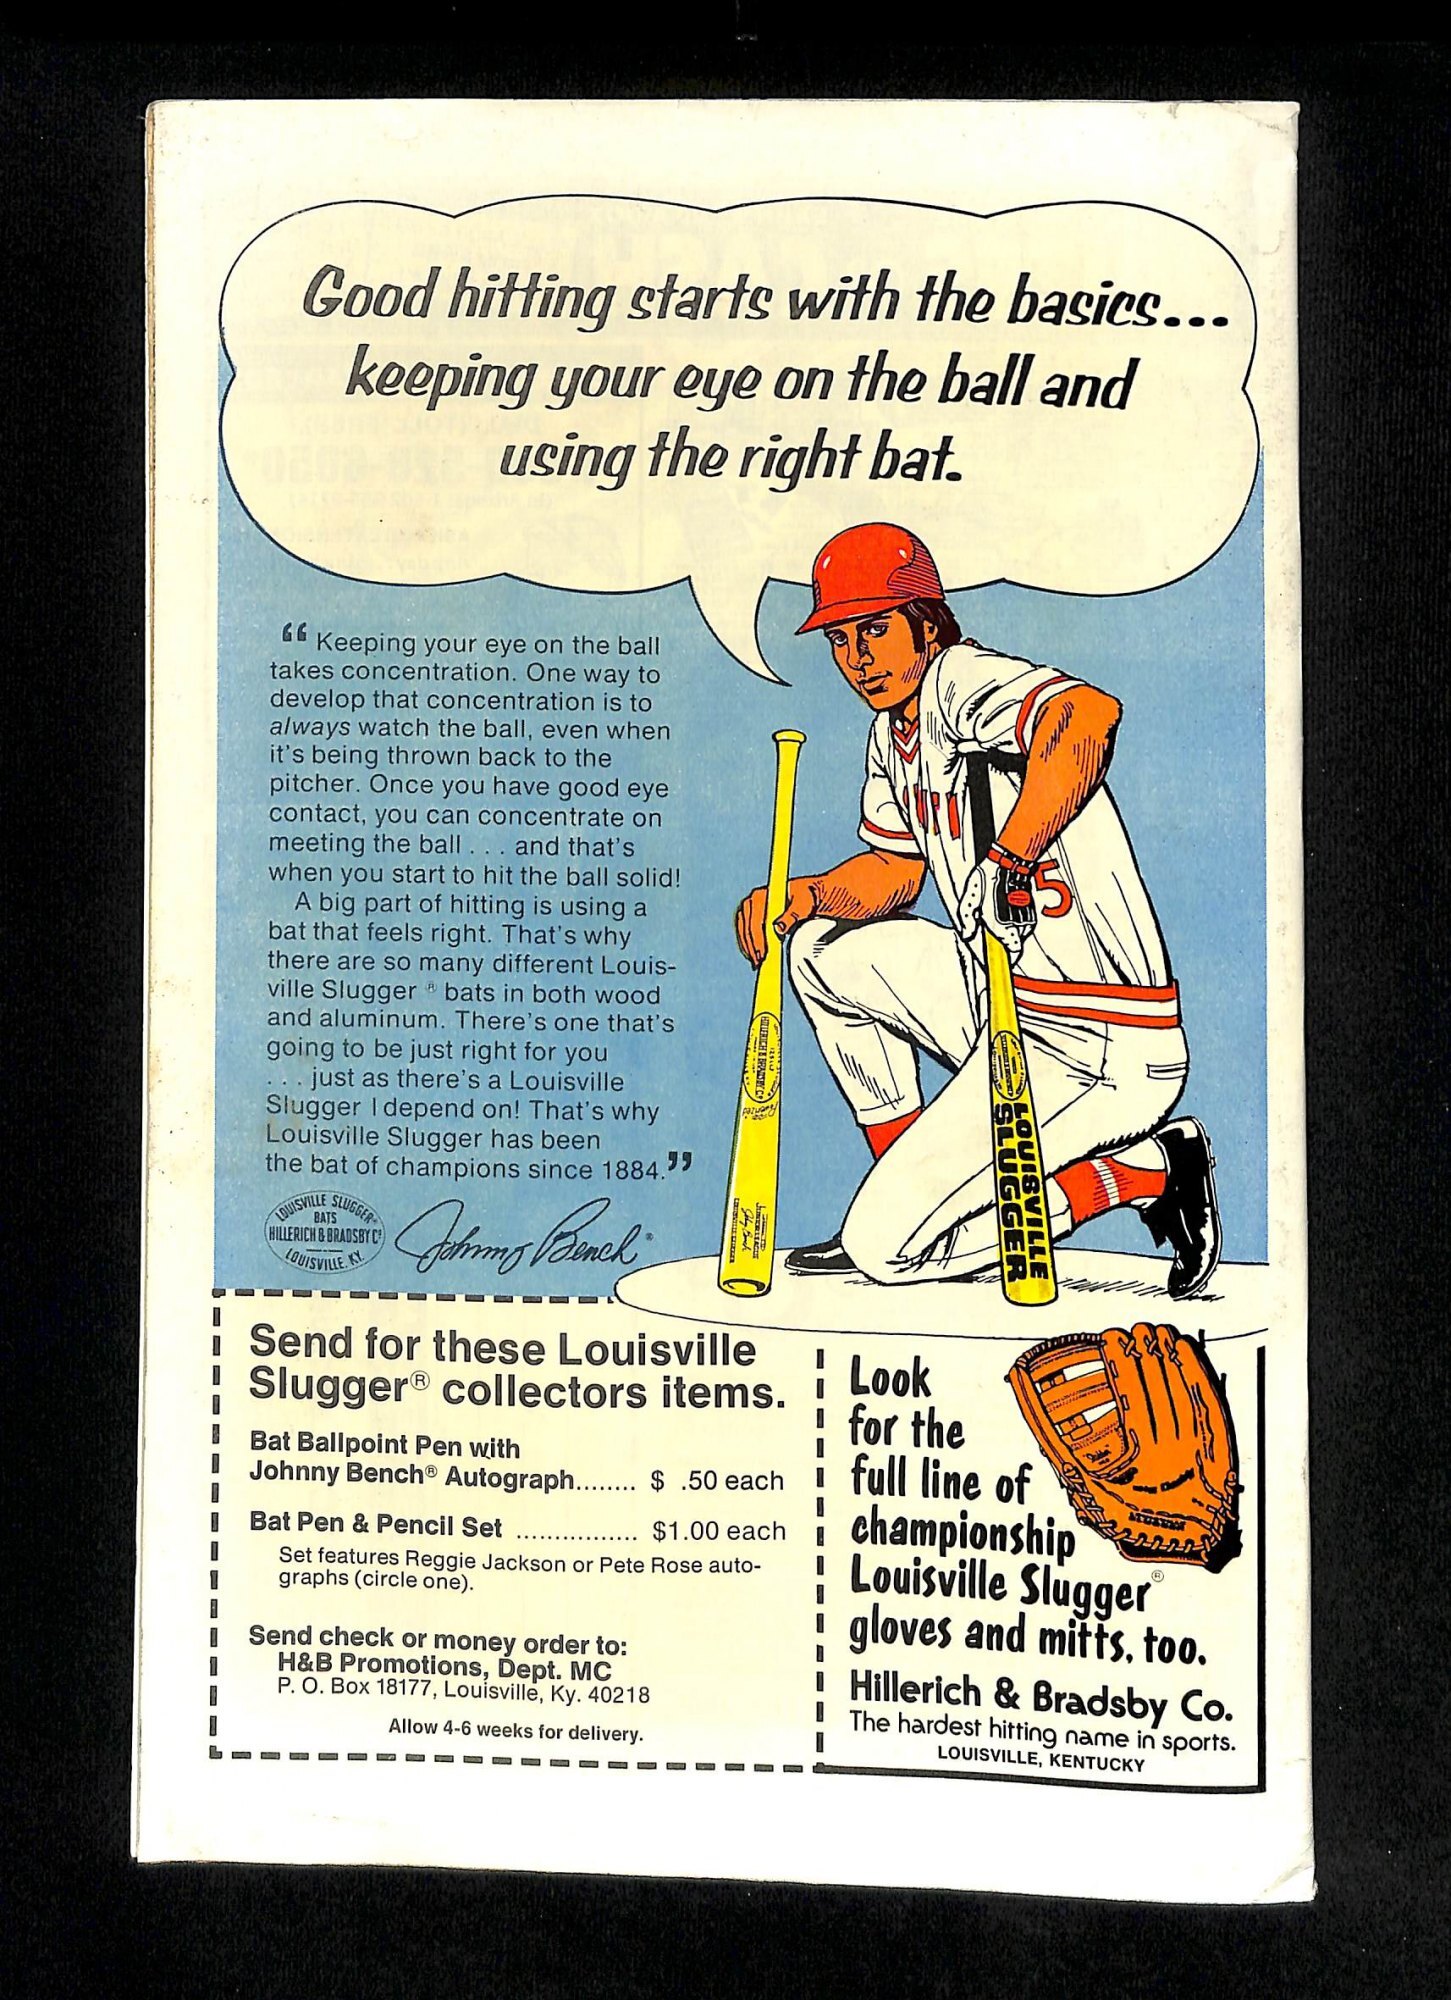 Good hitting starts with the basics...
keeping your eye on the ball and
using the right bat.
“Keeping your eye on the ball
takes concentration. One way to
develop that concentration is to
always watch the ball, even when
it's being thrown back to the
pitcher. Once you have good eye
contact, you can concentrate on
meeting the ball . . . and that's
when you start to hit the ball solid!
A big part of hitting is using a
bat that feels right. That's why
there are so many different Louis-
ville Slugger® bats in both wood
and aluminum. There's one that's
going to be just right for you
. . . just as there's a Louisville
Slugger I depend on! That's why
Louisville Slugger has been
the bat of champions since 1884.”
LOUISVILLE SLUGGER®
BATS
HILLERICH & BRADSBY Cº
LOUISVILLE. KY.
Johnny Bench®
5
HILLERICH & BRADSBY Cº
LOUISVILLE
SLUGGER
Send for these Louisville
Slugger® collectors items.
Bat Ballpoint Pen with
Johnny Bench® Autograph........ $ .50 each
Bat Pen & Pencil Set ................ $1.00 each
Set features Reggie Jackson or Pete Rose auto-
graphs (circle one).
Send check or money order to:
H&B Promotions, Dept. MC
P. O. Box 18177, Louisville, Ky. 40218
Allow 4-6 weeks for delivery.
Look
for the
full line of
championship
Louisville Slugger®
gloves and mitts, too.
Hillerich & Bradsby Co.
The hardest hitting name in sports.
LOUISVILLE, KENTUCKY